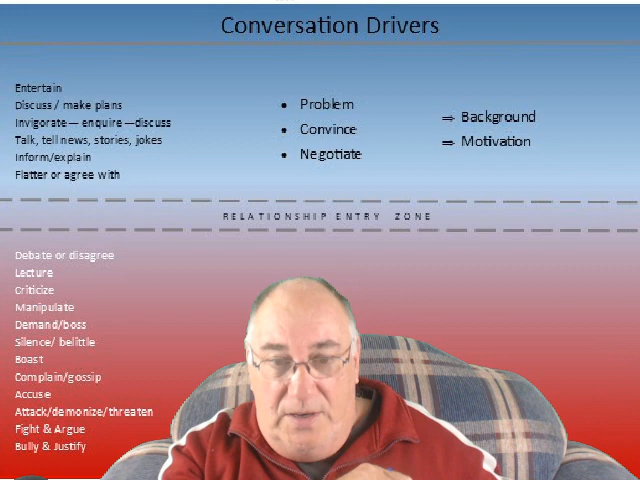 Conversation Drivers
Entertain
Discuss / make plans
Invigorate — enquire —discuss
Talk, tell news, stories, jokes
Inform/explain
Flatter or agree with
• Problem
• Convince
• Negotiate
⇒ Background
⇒ Motivation
RELATIONSHIP ENTRY ZONE
Debate or disagree
Lecture
Criticize
Manipulate
Demand/boss
Silence/ belittle
Boast
Complain/gossip
Accuse
Attack/demonize/threaten
Fight & Argue
Bully & Justify